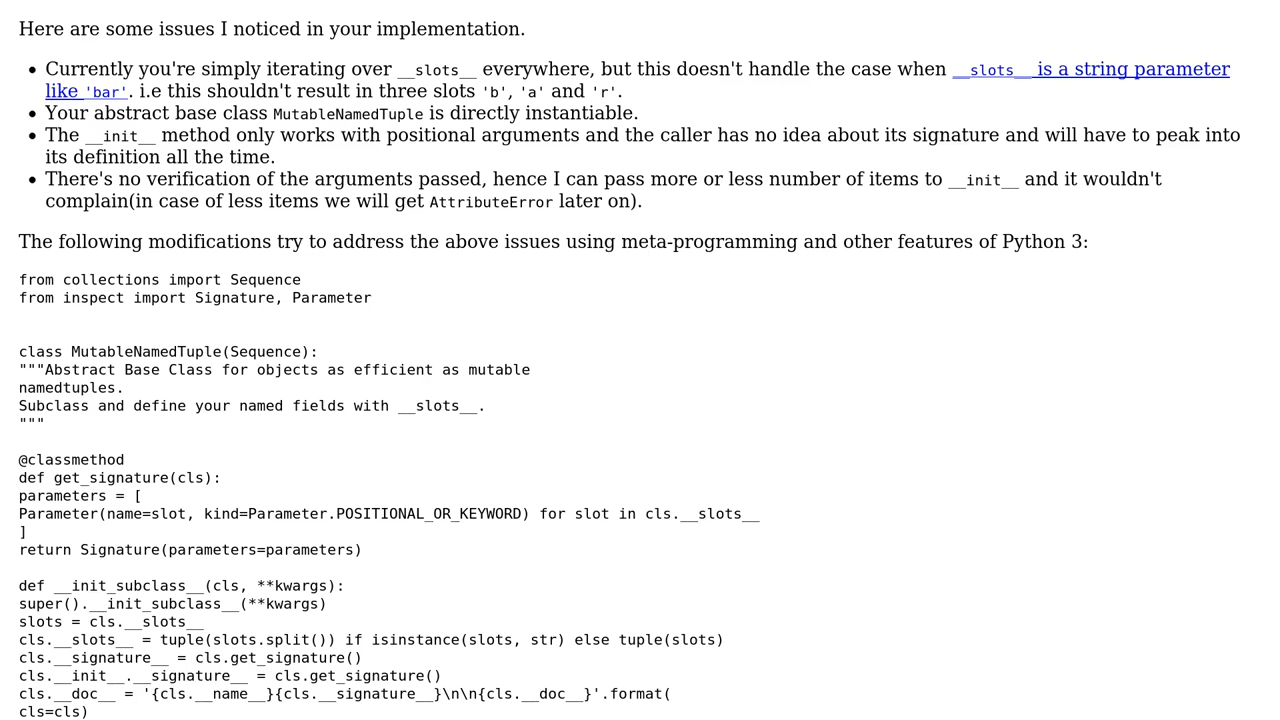 Here are some issues I noticed in your implementation.
Currently you're simply iterating over __slots__ everywhere, but this doesn't handle the case when __slots__ is a string parameter
like 'bar'. i.e this shouldn't result in three slots 'b', 'a' and 'r'.
Your abstract base class MutableNamedTuple is directly instantiable.
The __init__ method only works with positional arguments and the caller has no idea about its signature and will have to peak into
its definition all the time.
There's no verification of the arguments passed, hence I can pass more or less number of items to __init__ and it wouldn't
complain(in case of less items we will get AttributeError later on).
The following modifications try to address the above issues using meta-programming and other features of Python 3:
from collections import Sequence
from inspect import Signature, Parameter
class MutableNamedTuple(Sequence):
"""Abstract Base Class for objects as efficient as mutable
namedtuples.
Subclass and define your named fields with __slots__.
"""
@classmethod
def get_signature(cls):
parameters = [
Parameter(name=slot, kind=Parameter.POSITIONAL_OR_KEYWORD) for slot in cls.__slots__
]
return Signature(parameters=parameters)
def __init_subclass__(cls, **kwargs):
super().__init_subclass__(**kwargs)
slots = cls.__slots__
cls.__slots__ = tuple(slots.split()) if isinstance(slots, str) else tuple(slots)
cls.__signature__ = cls.get_signature()
cls.__init__.__signature__ = cls.get_signature()
cls.__doc__ = '{cls.__name__}{cls.__signature__}\n\n{cls.__doc__}'.format(
cls=cls)